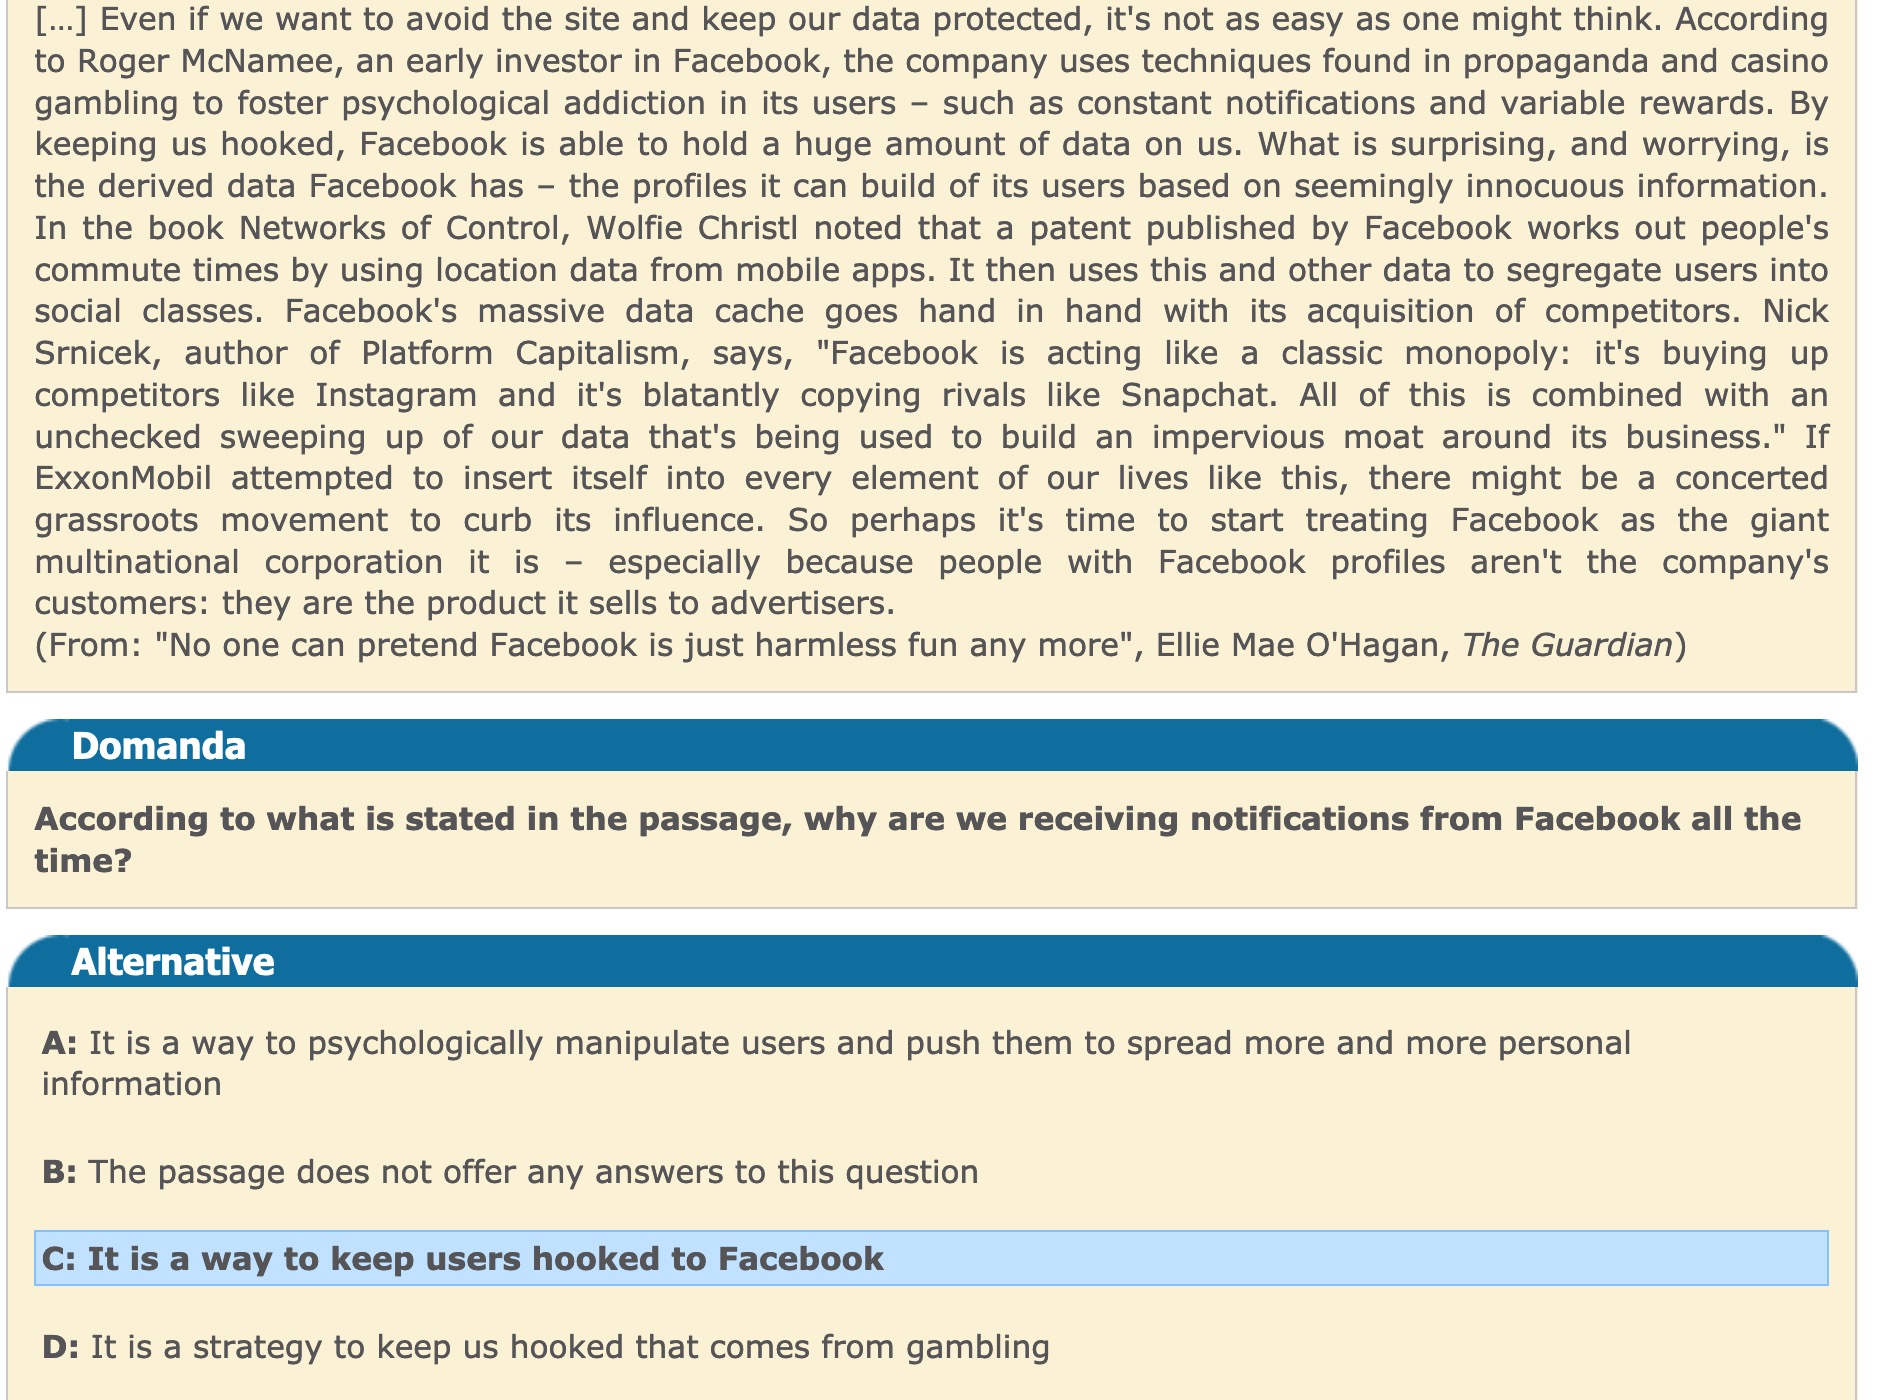 [...] Even if we want to avoid the site and keep our data protected, it's not as easy as one might think. According
to Roger McNamee, an early investor in Facebook, the company uses techniques found in propaganda and casino
gambling to foster psychological addiction in its users – such as constant notifications and variable rewards. By
keeping us hooked, Facebook is able to hold a huge amount of data on us. What is surprising, and worrying, is
the derived data Facebook has – the profiles it can build of its users based on seemingly innocuous information.
In the book Networks of Control, Wolfie Christl noted that a patent published by Facebook works out people's
commute times by using location data from mobile apps. It then uses this and other data to segregate users into
social classes. Facebook's massive data cache goes hand in hand with its acquisition of competitors. Nick
Srnicek, author of Platform Capitalism, says, "Facebook is acting like a classic monopoly: it's buying up
competitors like Instagram and it's blatantly copying rivals like Snapchat. All of this is combined with an
unchecked sweeping up of our data that's being used to build an impervious moat around its business." If
ExxonMobil attempted to insert itself into every element of our lives like this, there might be a concerted
grassroots movement to curb its influence. So perhaps it's time to start treating Facebook as the giant
multinational corporation it is – especially because people with Facebook profiles aren't the company's
customers: they are the product it sells to advertisers.
(From: "No one can pretend Facebook is just harmless fun any more", Ellie Mae O'Hagan, The Guardian)
Domanda
According to what is stated in the passage, why are we receiving notifications from Facebook all the
time?
Alternative
A: It is a way to psychologically manipulate users and push them to spread more and more personal
information
B: The passage does not offer any answers to this question
C: It is a way to keep users hooked to Facebook
D: It is a strategy to keep us hooked that comes from gambling